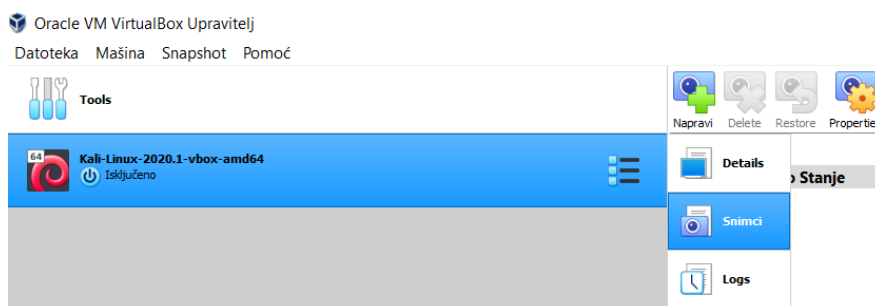 Oracle VM VirtualBox Upravitelj
Datoteka Mašina Snapshot Pomoć
Tools
Napravi Delete Restore Propertie
64
Kali-Linux-2020.1-vbox-amd64
Isključeno
Details
Stanje
Snimci
Logs